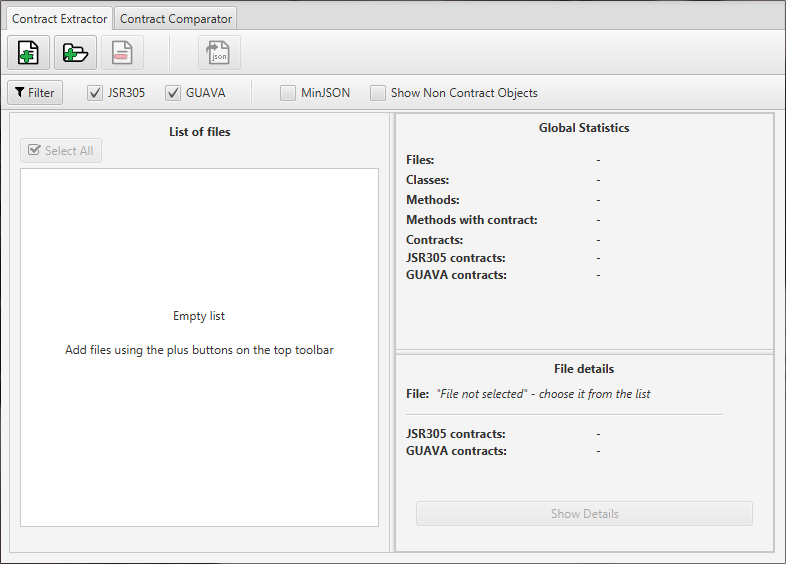 Contract Extractor
Contract Comparator
json
Filter
JSR305
GUAVA
MinJSON
Show Non Contract Objects
List of files
Select All
Empty list
Add files using the plus buttons on the top toolbar
Global Statistics
Files: -
Classes: -
Methods: -
Methods with contract: -
Contracts: -
JSR305 contracts: -
GUAVA contracts: -
File details
File: "File not selected" - choose it from the list
JSR305 contracts: -
GUAVA contracts: -
Show Details